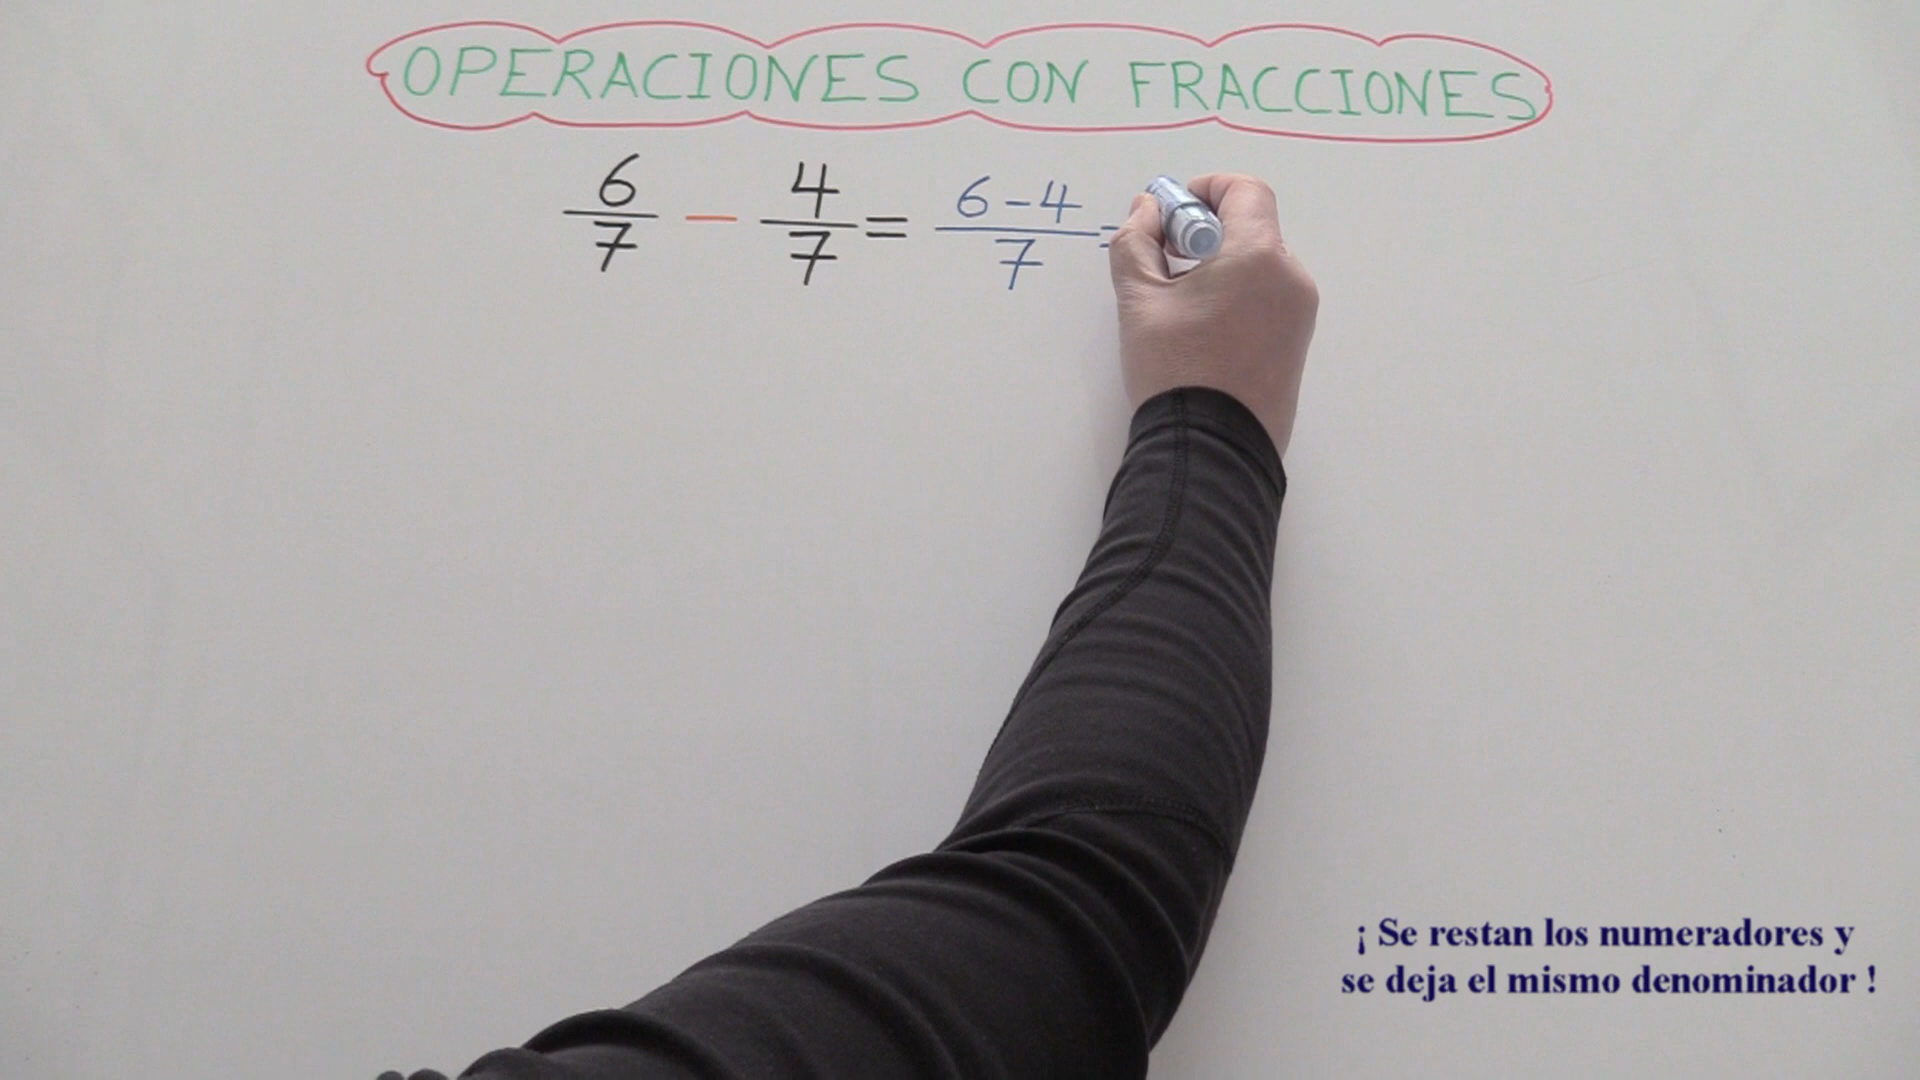 OPERACIONES CON FRACCIONES
6/7 - 4/7 = 6-4/7 =
¡ Se restan los numeradores y
se deja el mismo denominador !